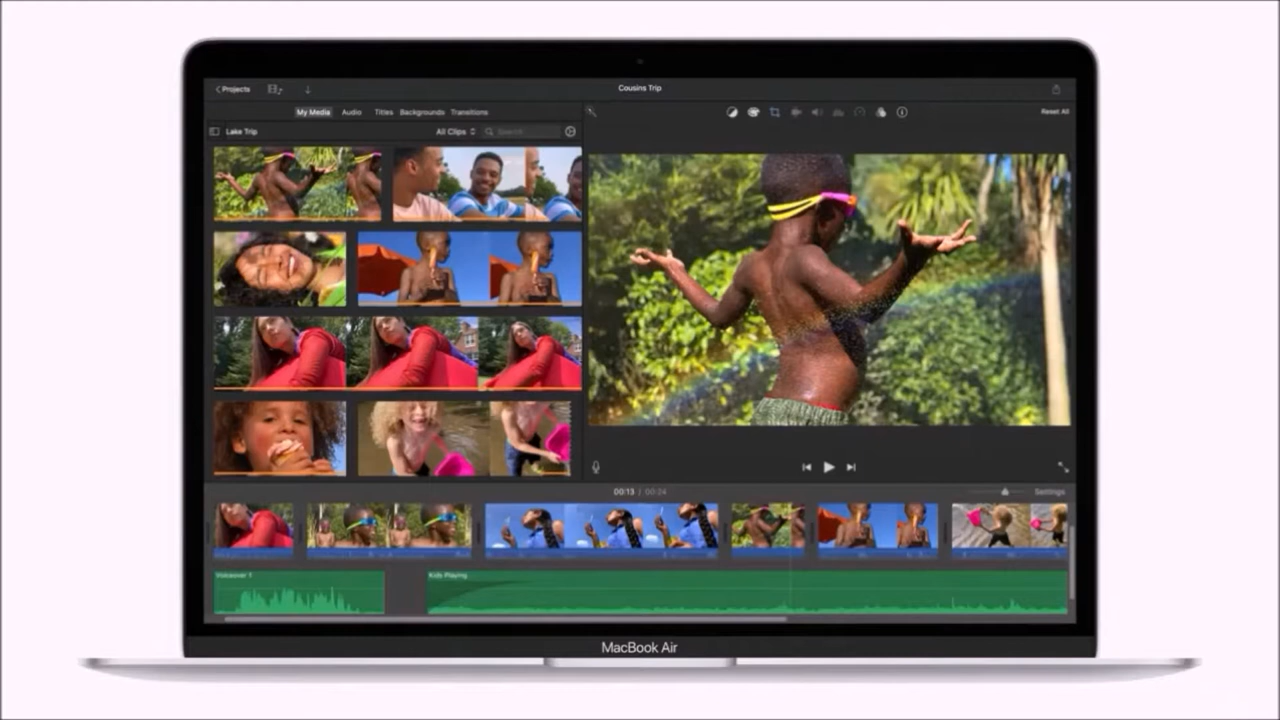 Projects
Cousins Trip
My Media Audio Titles Backgrounds Transitions
Reset All
Lake Trip
All Clips
Search
00:13 / 00:24
Settings
Voiceover 1
Kids Playing
MacBook Air